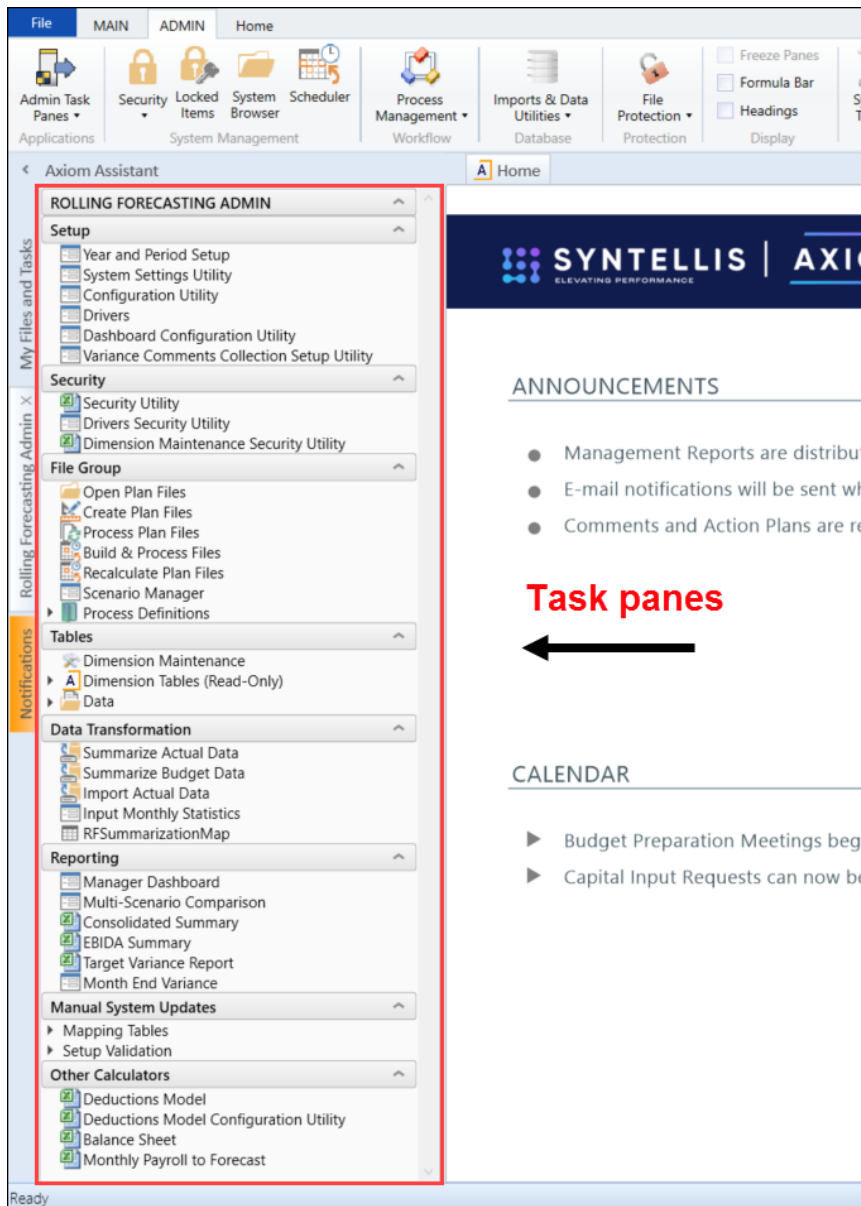 File MAIN ADMIN Home
Admin Task Panes
Security
Locked Items
System Browser
Scheduler
Process Management
Imports & Data Utilities
File Protection
Freeze Panes
Formula Bar
Headings
Applications System Management Workflow Database Protection Display
Axiom Assistant
A Home
My Files and Tasks
Rolling Forecasting Admin
Notifications
ROLLING FORECASTING ADMIN
Setup
Year and Period Setup
System Settings Utility
Configuration Utility
Drivers
Dashboard Configuration Utility
Variance Comments Collection Setup Utility
Security
Security Utility
Drivers Security Utility
Dimension Maintenance Security Utility
File Group
Open Plan Files
Create Plan Files
Process Plan Files
Build & Process Files
Recalculate Plan Files
Scenario Manager
Process Definitions
Tables
Dimension Maintenance
A Dimension Tables (Read-Only)
Data
Data Transformation
Summarize Actual Data
Summarize Budget Data
Import Actual Data
Input Monthly Statistics
RFSummarizationMap
Reporting
Manager Dashboard
Multi-Scenario Comparison
Consolidated Summary
EBIDA Summary
Target Variance Report
Month End Variance
Manual System Updates
Mapping Tables
Setup Validation
Other Calculators
Deductions Model
Deductions Model Configuration Utility
Balance Sheet
Monthly Payroll to Forecast
SYNTELLIS | AXIO
ELEVATING PERFORMANCE
ANNOUNCEMENTS
Management Reports are distribu
E-mail notifications will be sent wh
Comments and Action Plans are re
Task panes
CALENDAR
Budget Preparation Meetings beg
Capital Input Requests can now be
Ready